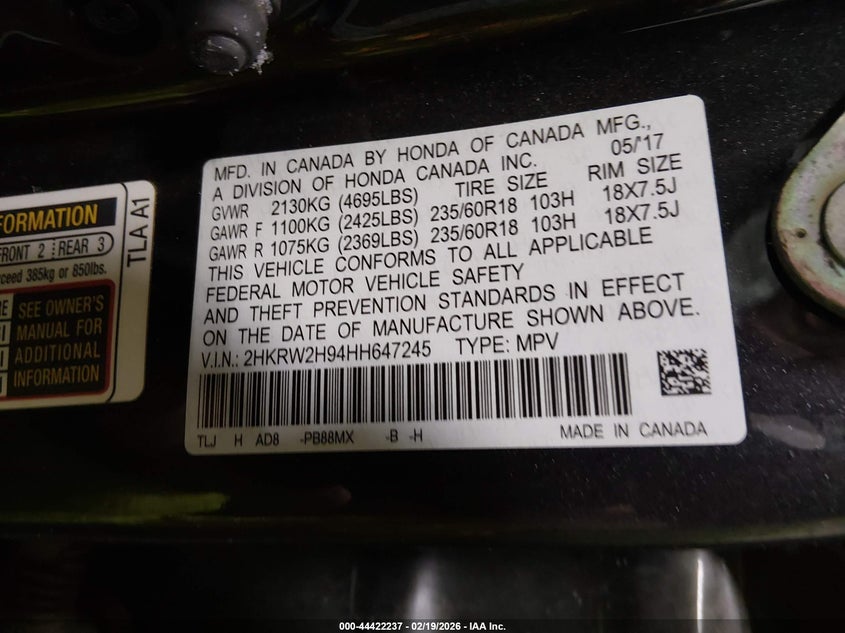 MFD. IN CANADA BY HONDA OF CANADA MFG.,
A DIVISION OF HONDA CANADA INC. 05/'17
GVWR 2130KG (4695LBS) TIRE SIZE RIM SIZE
GAWR F 1100KG (2425LBS) 235/60R18 103H 18X7.5J
GAWR R 1075KG (2369LBS) 235/60R18 103H 18X7.5J
THIS VEHICLE CONFORMS TO ALL APPLICABLE
FEDERAL MOTOR VEHICLE SAFETY
AND THEFT PREVENTION STANDARDS IN EFFECT
ON THE DATE OF MANUFACTURE SHOWN ABOVE.
V.I.N.: 2HKRW2H94HH647245 TYPE: MPV
TLJ H AD8 -PB88MX -B -H MADE IN CANADA
FORMATION
FRONT 2 REAR 3
xceed 385kg or 850lbs.
SEE OWNER'S
MANUAL FOR
ADDITIONAL
INFORMATION
TLA A1
000-44422237 - 02/19/2026 - IAA Inc.